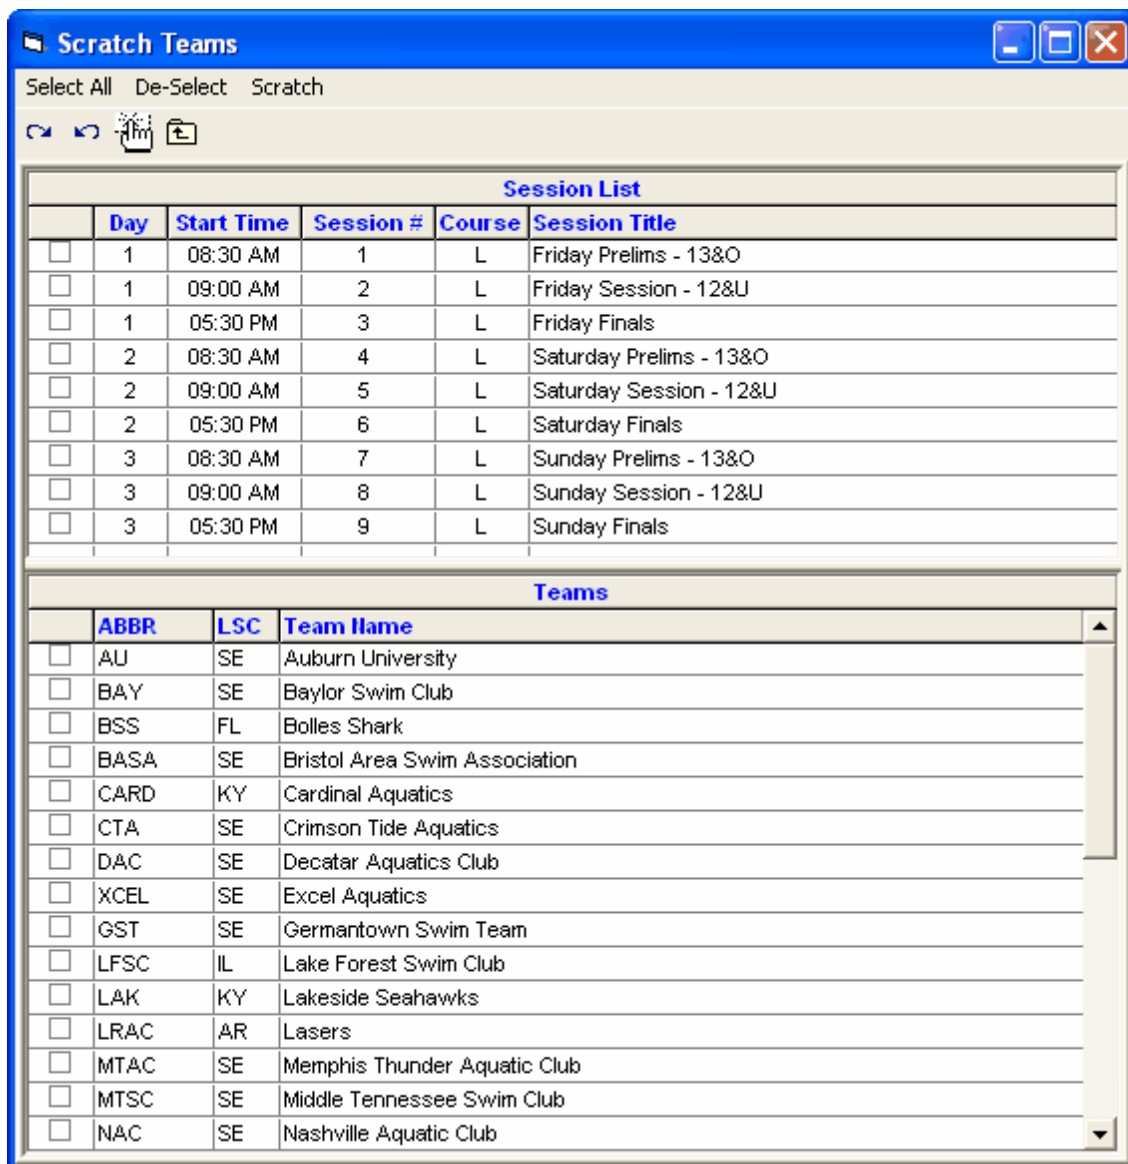 Scratch Teams
Select All De-Select Scratch
Session List
Day Start Time Session # Course Session Title
1 08:30 AM 1 L Friday Prelims - 13&O
1 09:00 AM 2 L Friday Session - 12&U
1 05:30 PM 3 L Friday Finals
2 08:30 AM 4 L Saturday Prelims - 13&O
2 09:00 AM 5 L Saturday Session - 12&U
2 05:30 PM 6 L Saturday Finals
3 08:30 AM 7 L Sunday Prelims - 13&O
3 09:00 AM 8 L Sunday Session - 12&U
3 05:30 PM 9 L Sunday Finals
Teams
ABBR LSC Team Name
AU SE Auburn University
BAY SE Baylor Swim Club
BSS FL Bolles Shark
BASA SE Bristol Area Swim Association
CARD KY Cardinal Aquatics
CTA SE Crimson Tide Aquatics
DAC SE Decatar Aquatics Club
XCEL SE Excel Aquatics
GST SE Germantown Swim Team
LFSC IL Lake Forest Swim Club
LAK KY Lakeside Seahawks
LRAC AR Lasers
MTAC SE Memphis Thunder Aquatic Club
MTSC SE Middle Tennessee Swim Club
NAC SE Nashville Aquatic Club